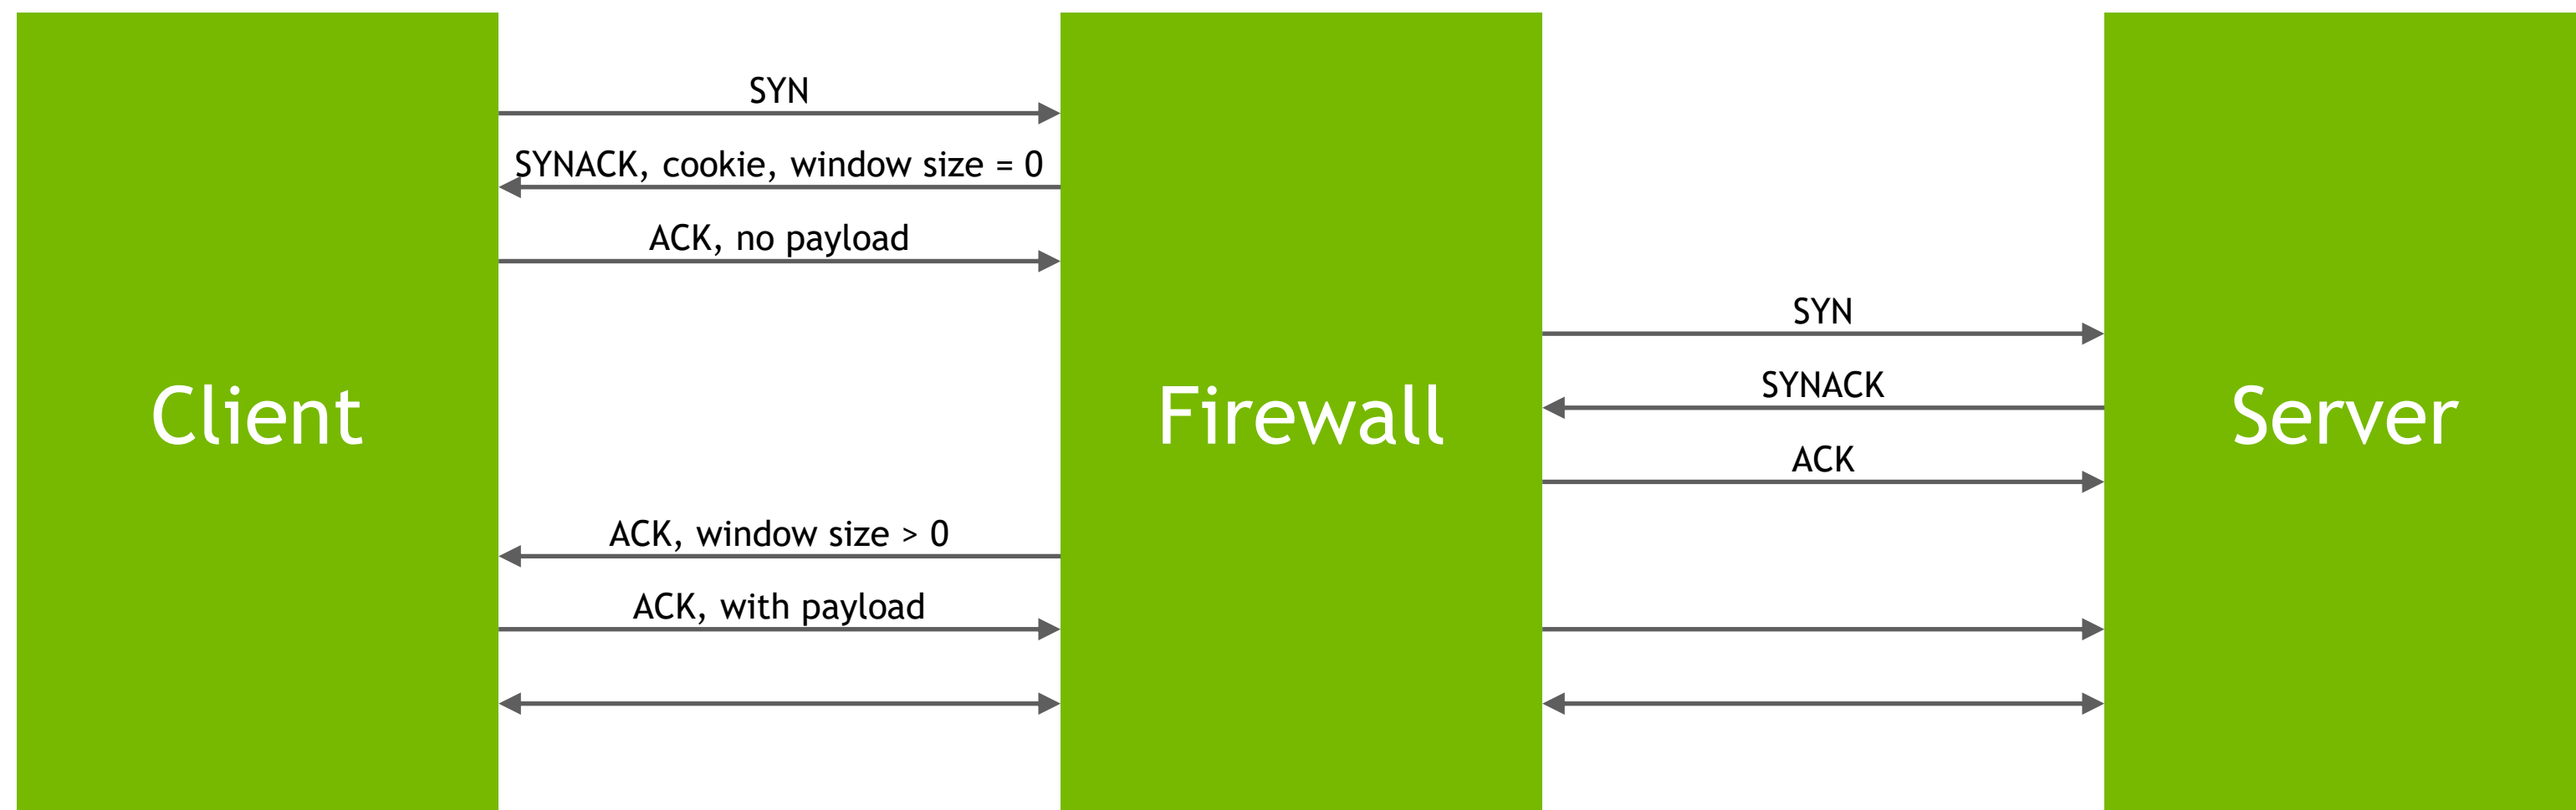 SYN
SYNACK, cookie, window size = 0
ACK, no payload
SYN
SYNACK
Client
Firewall
Server
ACK
ACK, window size > 0
ACK, with payload